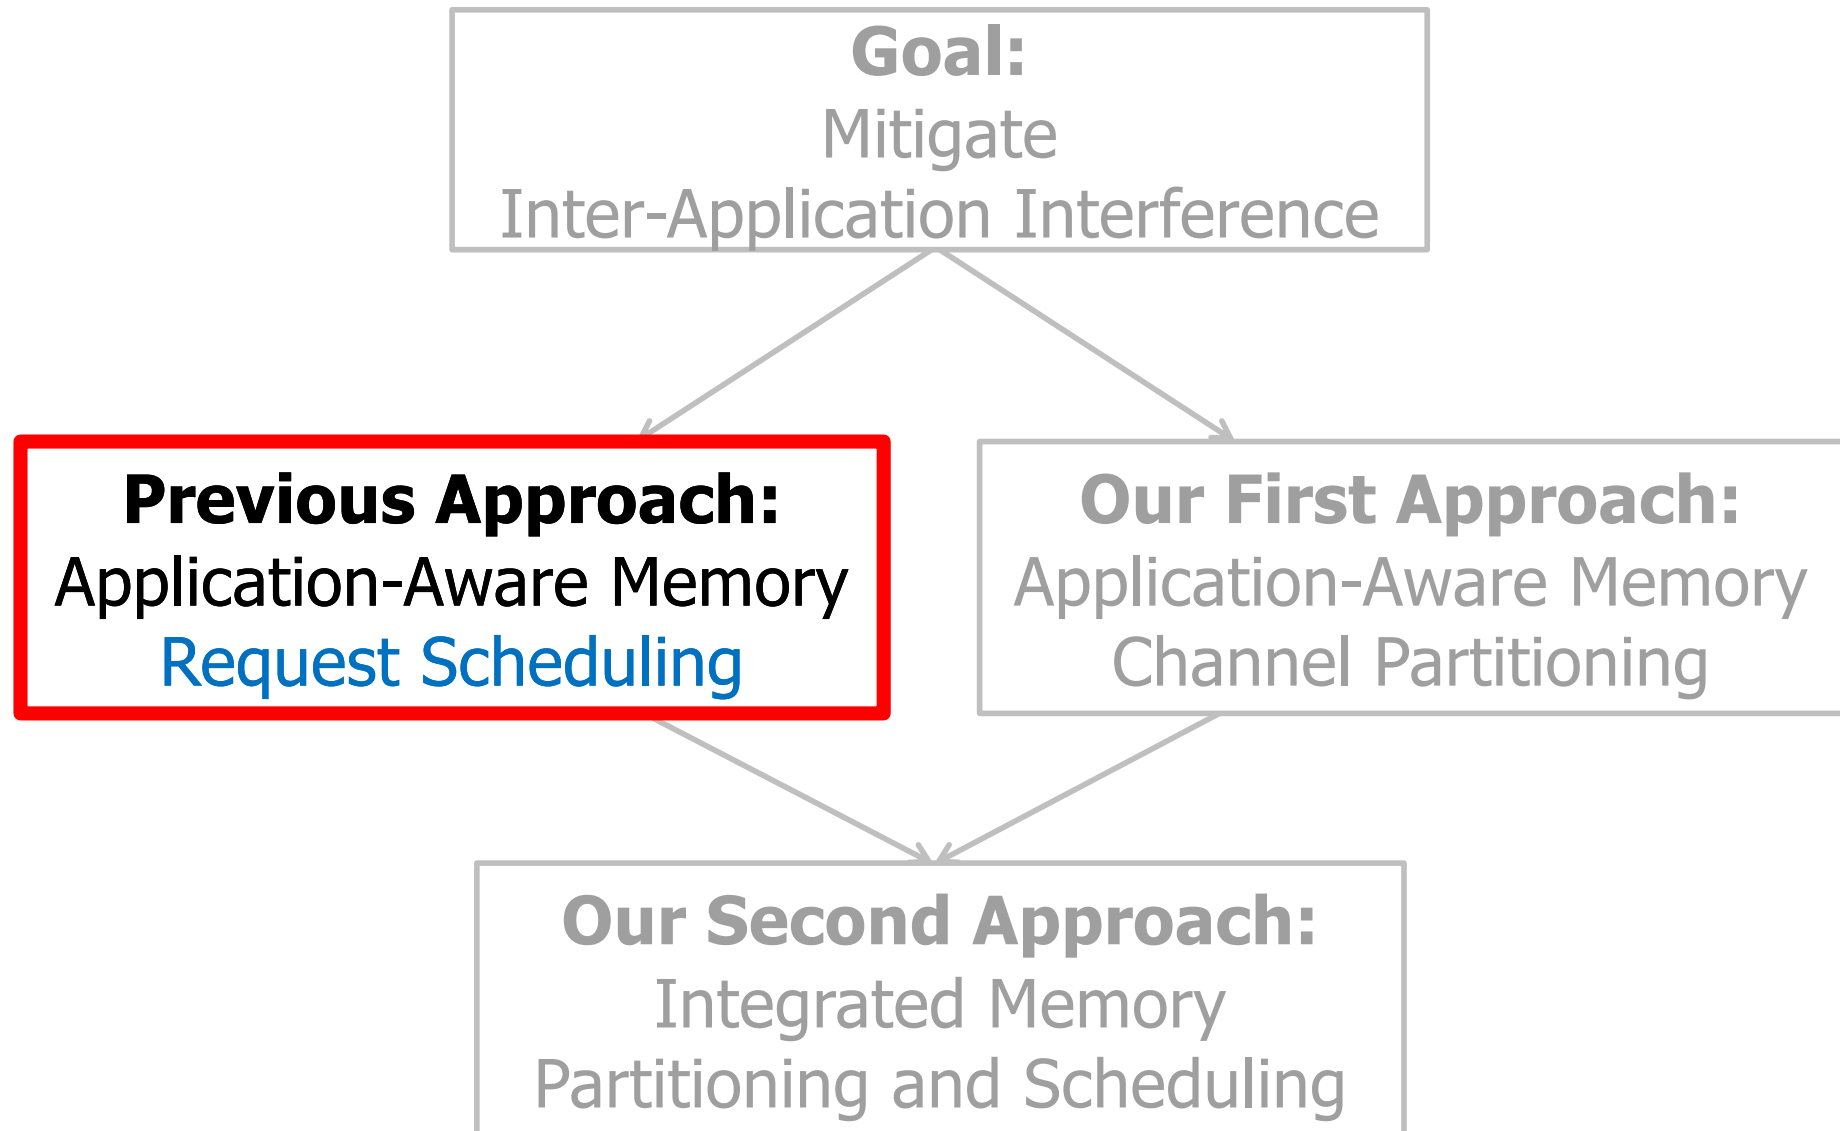 Goal:
Mitigate
Inter-Application Interference
Previous Approach:
Application-Aware Memory
Request Scheduling
Our First Approach:
Application-Aware Memory
Channel Partitioning
Our Second Approach:
Integrated Memory
Partitioning and Scheduling